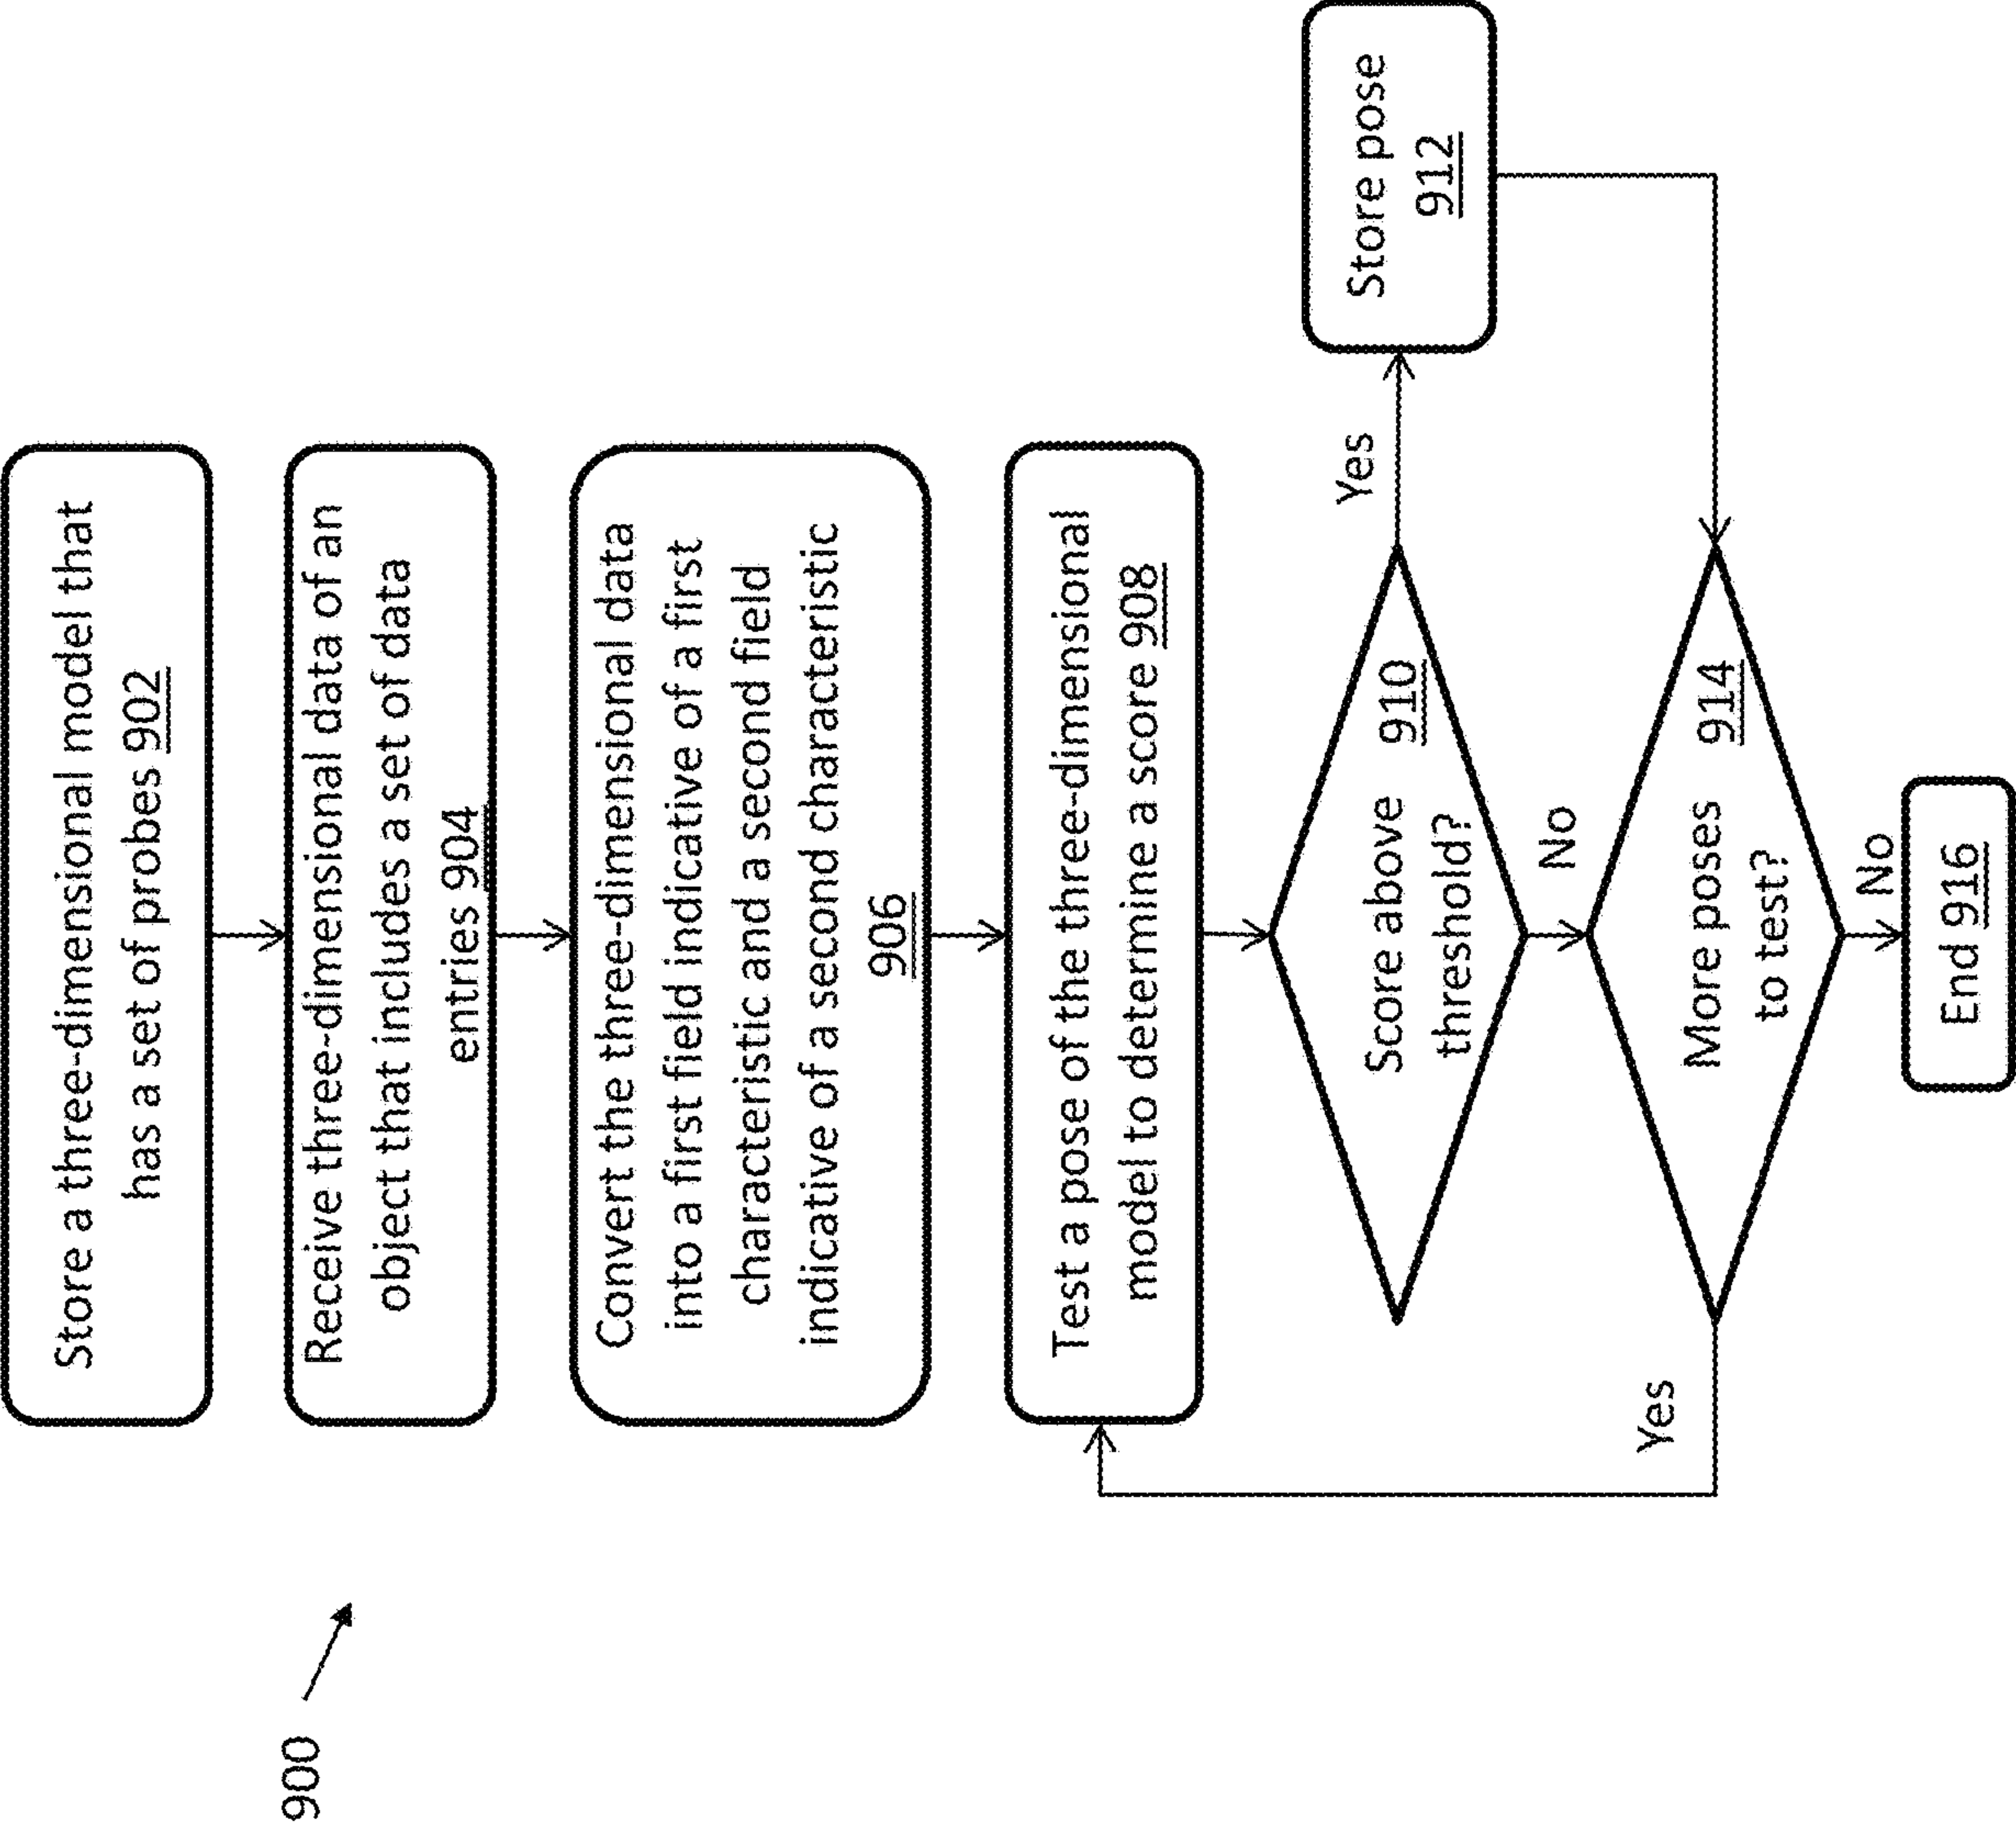 900
Store a three-dimensional model that
has a set of probes 902
Receive three-dimensional data of an
object that includes a set of data
entries 904
Convert the three-dimensional data
into a first field indicative of a first
characteristic and a second field
indicative of a second characteristic
906
Test a pose of the three-dimensional
model to determine a score 908
Score above
threshold?
910
Yes
Store pose
912
No
More poses
to test?
914
Yes
No
End 916